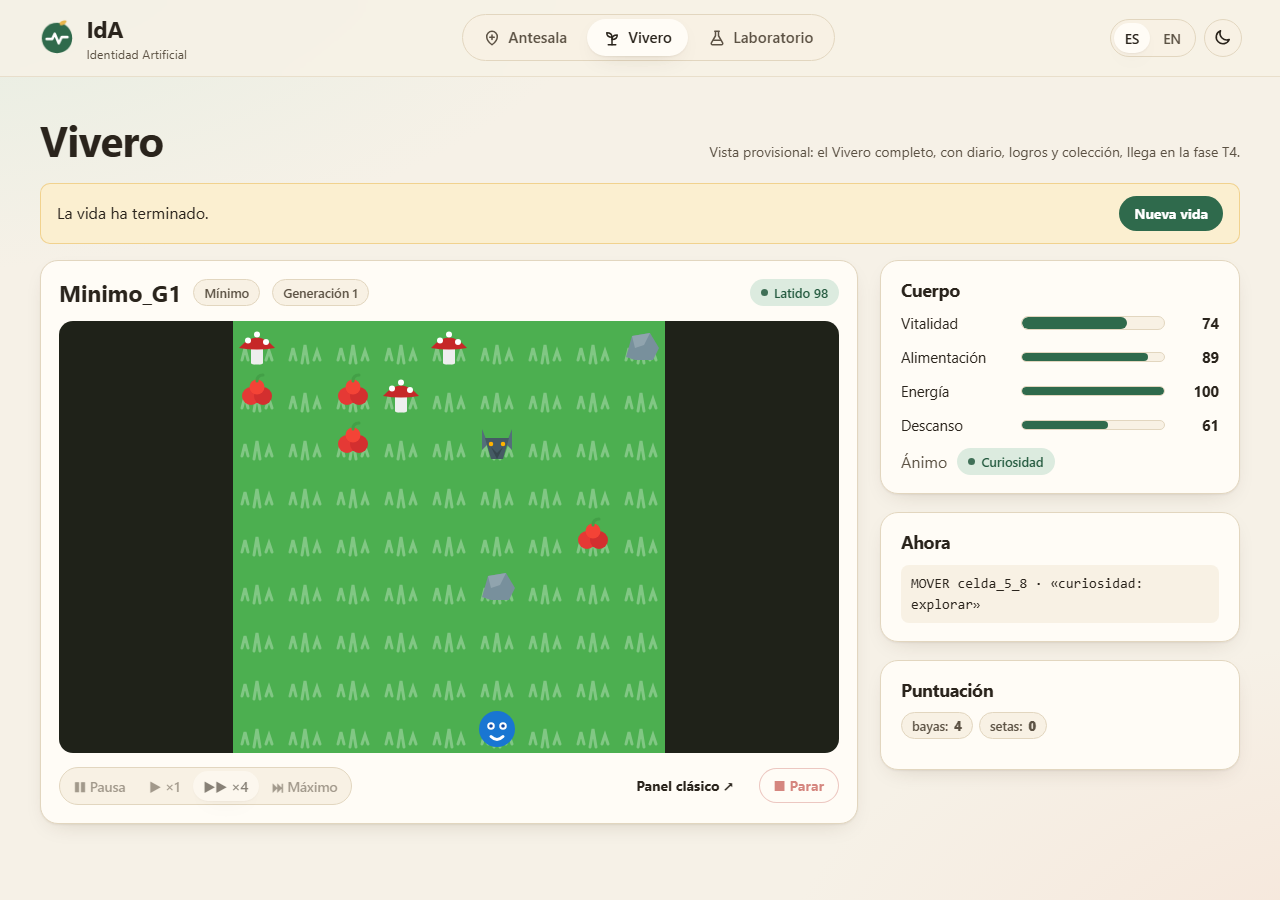 IdA
Identidad Artificial
Antesala
Vivero
Laboratorio
ES
EN
Vivero
Vista provisional: el Vivero completo, con diario, logros y colección, llega en la fase T4.
La vida ha terminado.
Nueva vida
Minimo_G1
Mínimo
Generación 1
Latido 98
Pausa
×1
×4
Máximo
Panel clásico ↗
Parar
Cuerpo
Vitalidad 74
Alimentación 89
Energía 100
Descanso 61
Ánimo
Curiosidad
Ahora
MOVER celda_5_8 · «curiosidad:
explorar»
Puntuación
bayas: 4
setas: 0